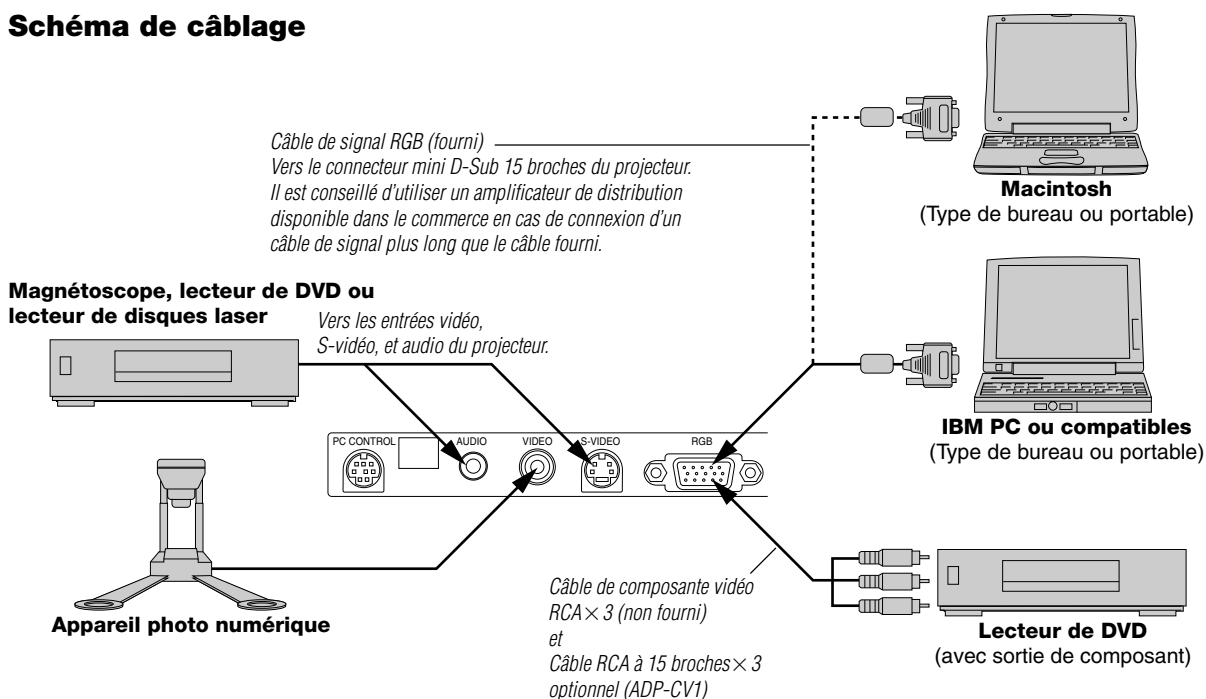 Schéma de câblage
Câble de signal RGB (fourni)
Vers le connecteur mini D-Sub 15 broches du projecteur.
Il est conseillé d'utiliser un amplificateur de distribution
disponible dans le commerce en cas de connexion d'un
câble de signal plus long que le câble fourni.
Macintosh
(Type de bureau ou portable)
Magnétoscope, lecteur de DVD ou
lecteur de disques laser
Vers les entrées vidéo,
S-vidéo, et audio du projecteur.
IBM PC ou compatibles
(Type de bureau ou portable)
PC CONTROL
AUDIO
VIDEO
S-VIDEO
RGB
Appareil photo numérique
Câble de composante vidéo
RCA×3 (non fourni)
et
Câble RCA à 15 broches×3
optionnel (ADP-CV1)
Lecteur de DVD
(avec sortie de composant)